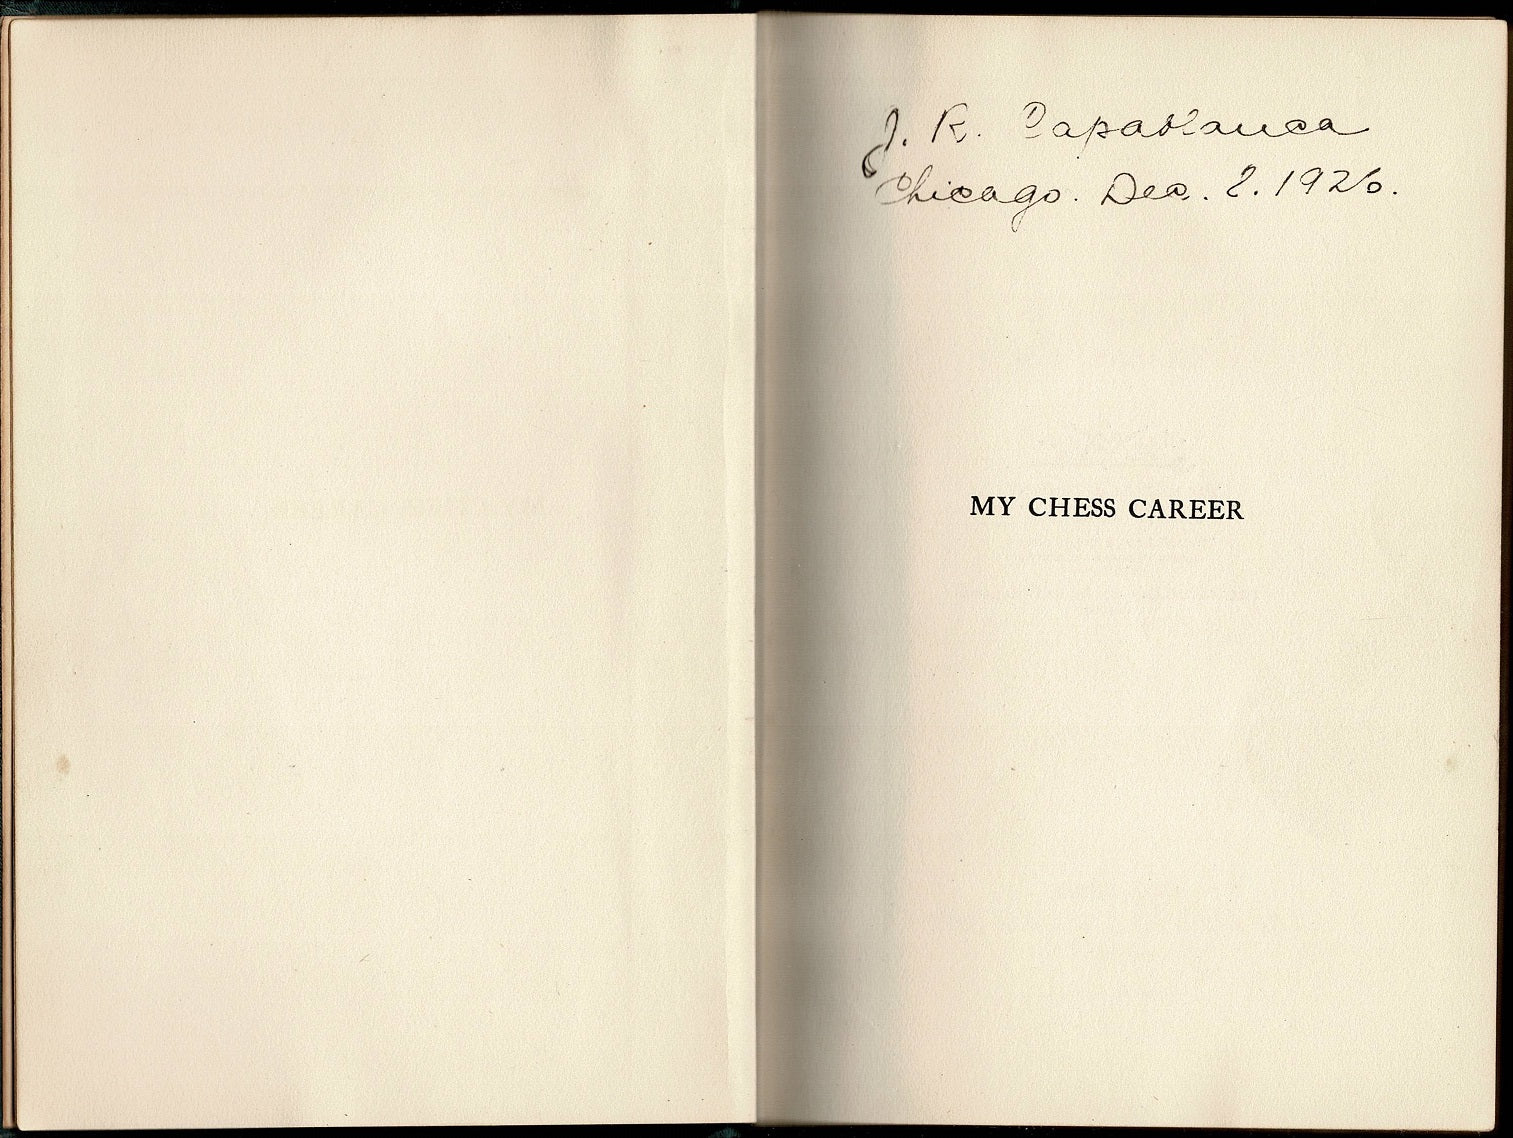 J. R. Capablanca
Chicago. Dec. 2. 1926.
MY CHESS CAREER